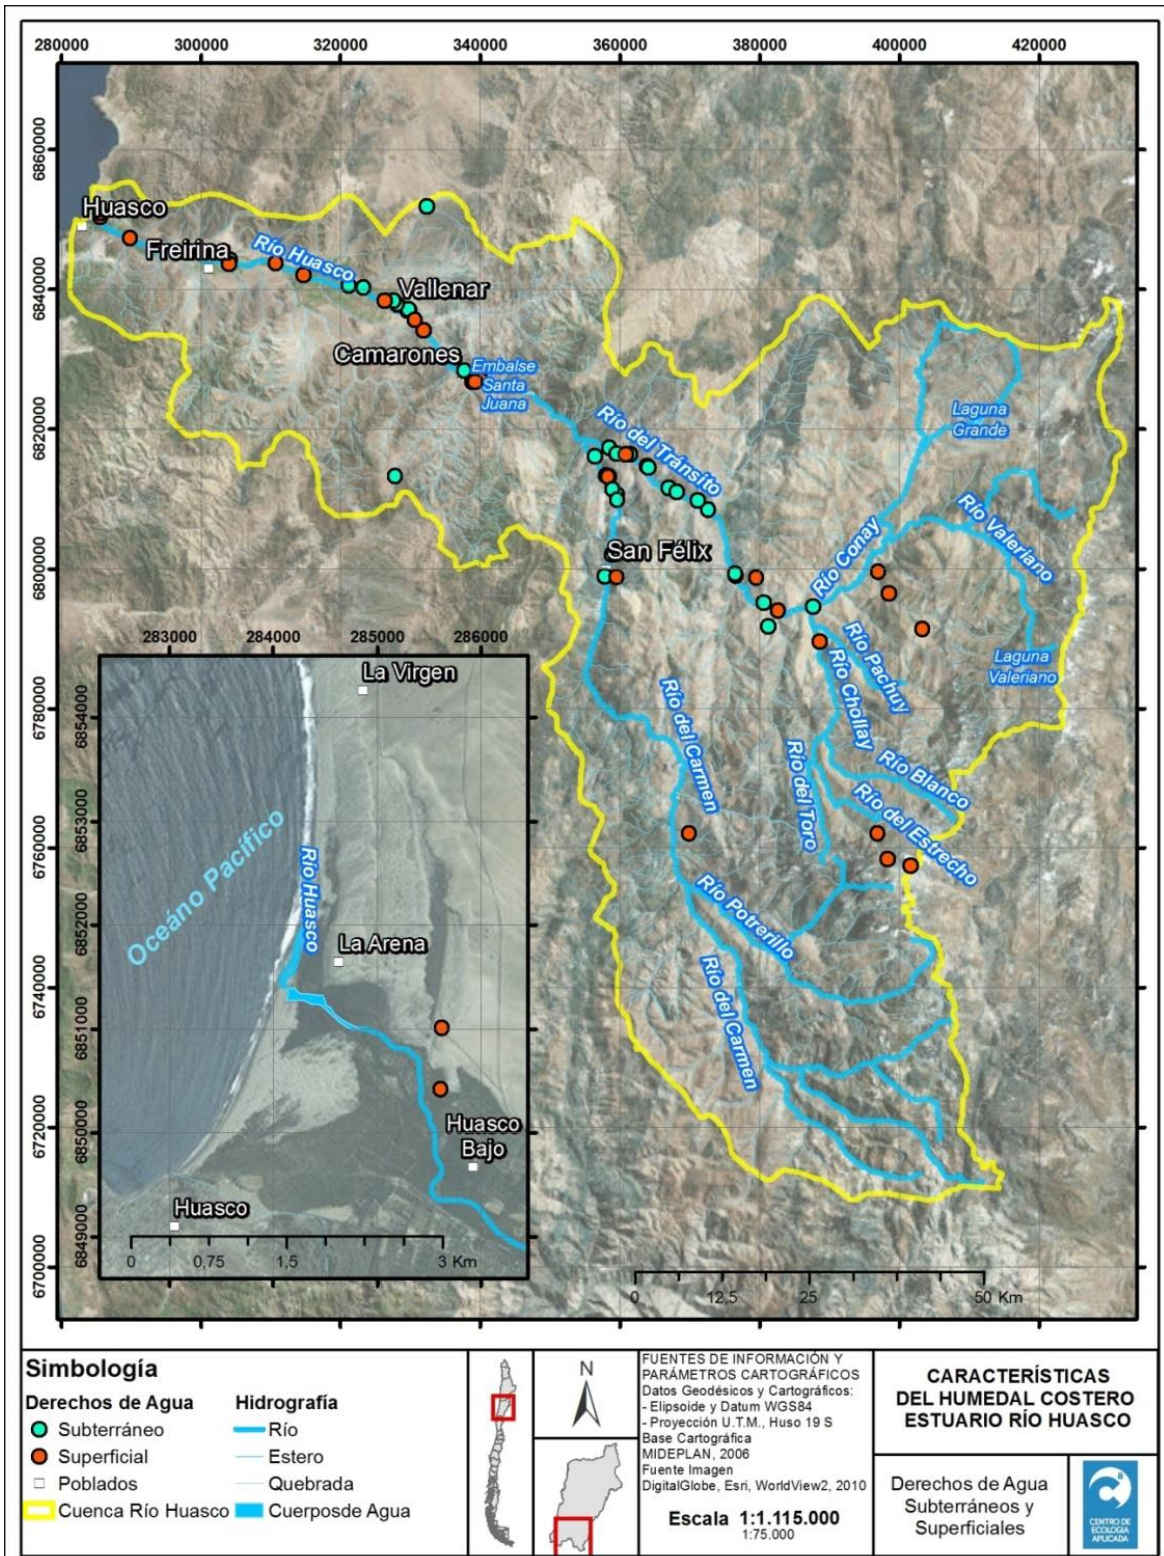 280000 300000 320000 340000 360000 380000 400000 420000
6860000
6840000
6820000
6800000
6780000
6760000
6740000
6720000
6700000
Huasco
Freirina
Río Huasco
Vallenar
Camarones
Embalse
Santa
Juana
Río del Tránsito
Laguna
Grande
San Félix
Río Conay
Río Valeriano
Laguna
Valeriano
Río Pachuy
Río Chollay
Río del Carmen
Río del Toro
Río Blanco
Río del Estrecho
Río Potrerillo
Río del Carmen
283000 284000 285000 286000
6854000
6853000
6852000
6851000
6850000
6849000
La Virgen
Océano Pacífico
Río Huasco
La Arena
Huasco
Bajo
Huasco
0 0,75 1,5 3 Km
0 12,5 25 50 Km
Simbología
Derechos de Agua
Subterráneo
Superficial
Poblados
Cuenca Río Huasco
Hidrografía
Río
Estero
Quebrada
Cuerposde Agua
N
FUENTES DE INFORMACIÓN Y
PARÁMETROS CARTOGRÁFICOS
Datos Geodésicos y Cartográficos:
- Elipsoide y Datum WGS84
- Proyección U.T.M., Huso 19 S
Base Cartográfica
MIDEPLAN, 2006
Fuente Imagen
DigitalGlobe, Esri, WorldView2, 2010
Escala 1:1.115.000
1:75.000
CARACTERÍSTICAS
DEL HUMEDAL COSTERO
ESTUARIO RÍO HUASCO
Derechos de Agua
Subterráneos y
Superficiales
a
CENTRO DE
ECOLOGÍA
APLICADA